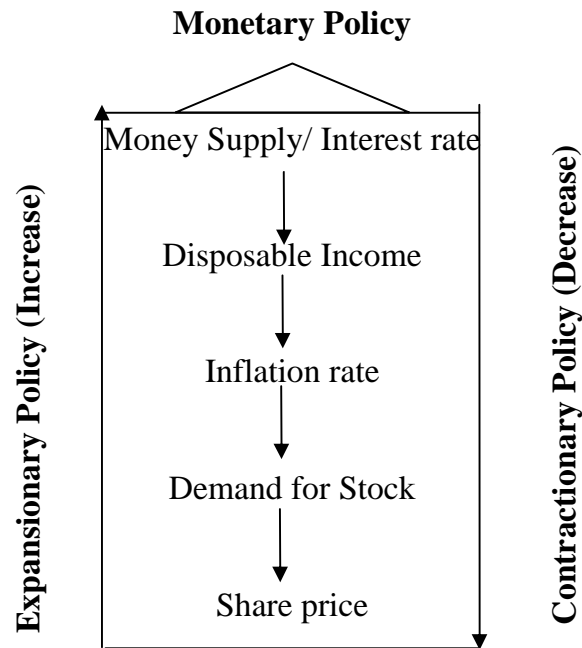 Monetary Policy
Money Supply/ Interest rate
Disposable Income
Inflation rate
Demand for Stock
Share price
Expansionary Policy (Increase)
Contractionary Policy (Decrease)